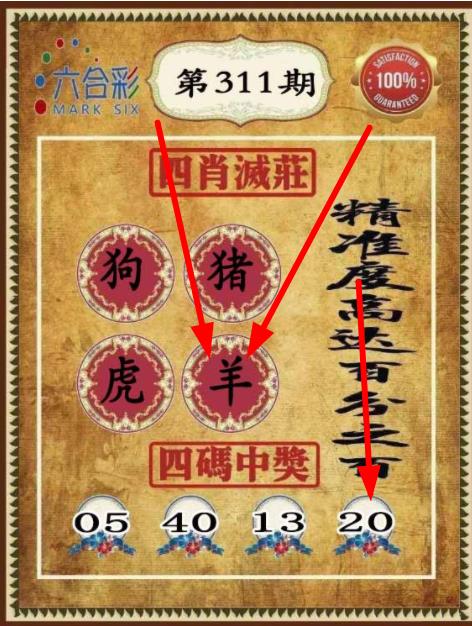 六合彩
MARK SIX
第311期
SATISFACTION
100%
GUARANTEED
四肖滅莊
狗 猪
虎 羊
精准度高达百分之百
四碼中獎
05 40 13 20